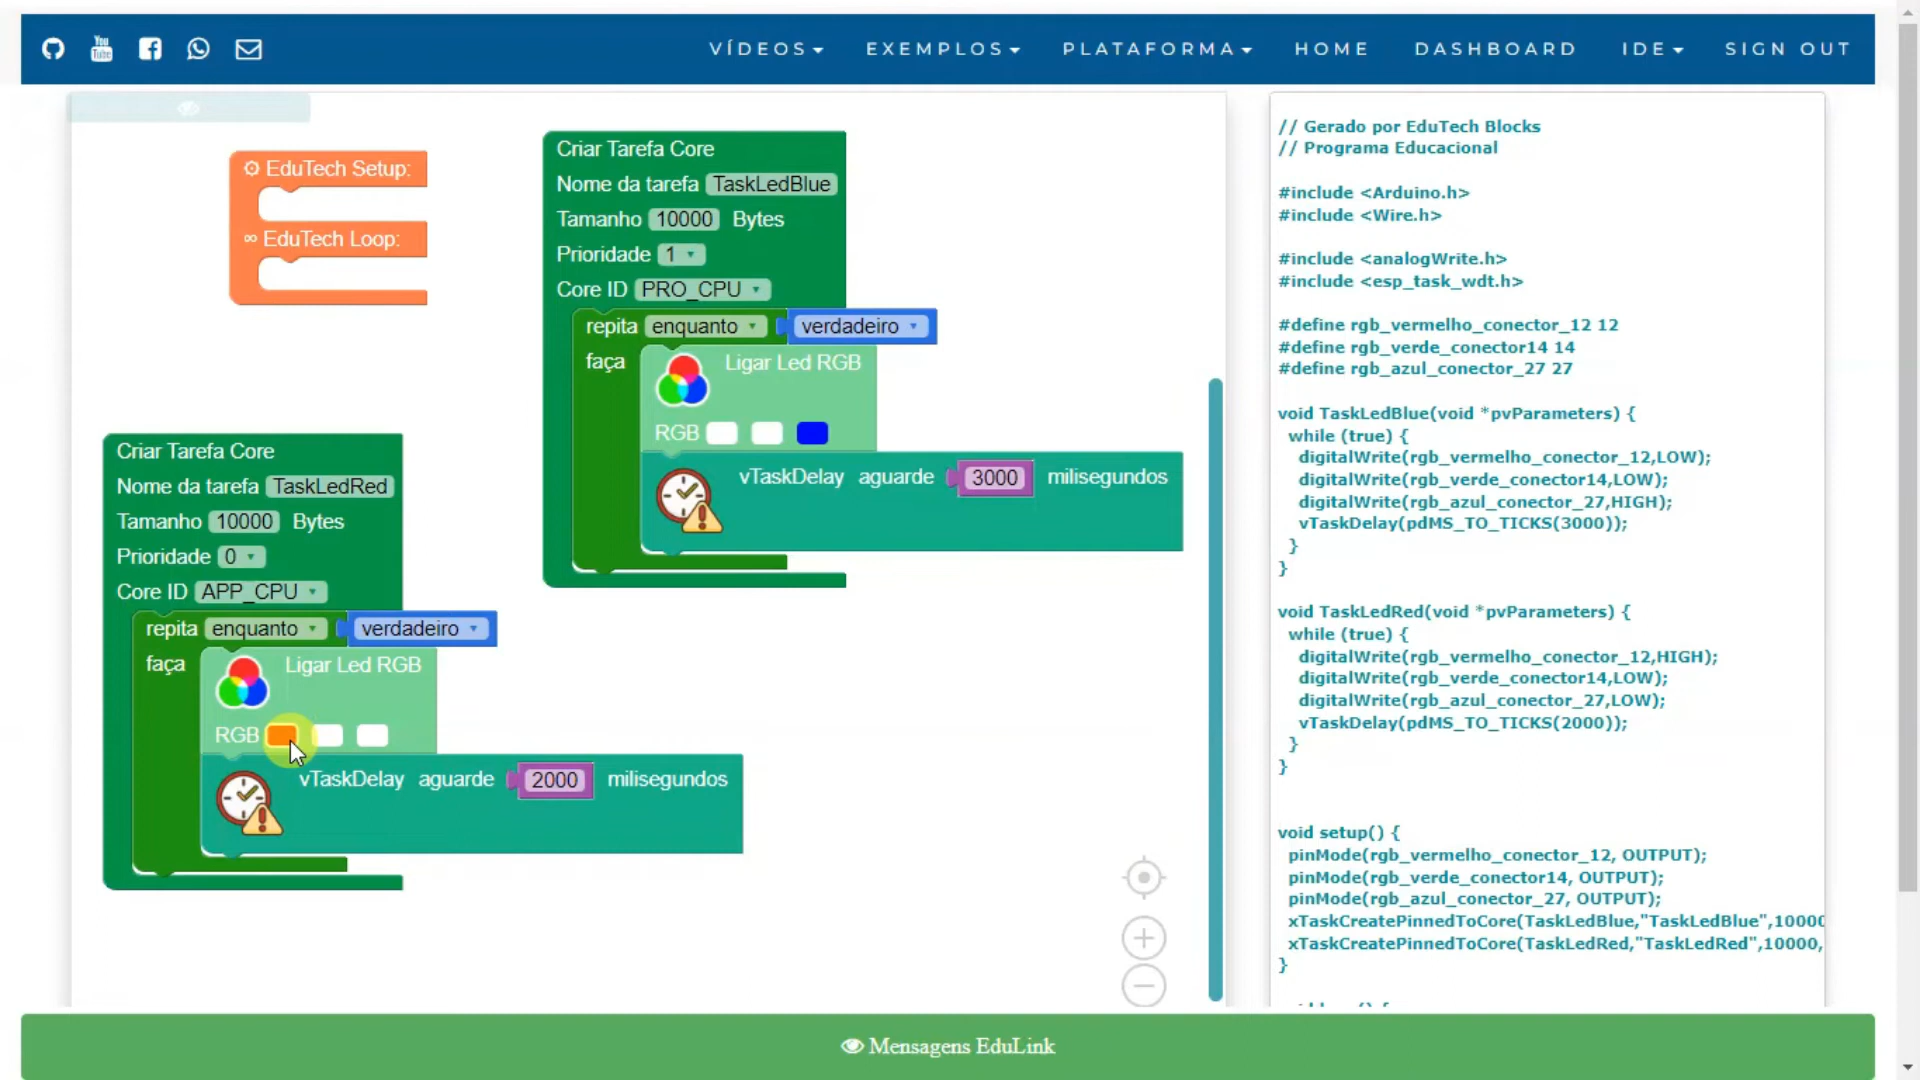 VÍDEOS
EXEMPLOS
PLATAFORMA
HOME
DASHBOARD
IDE
SIGN OUT
EduTech Setup:
∞ EduTech Loop:
Criar Tarefa Core
Nome da tarefa TaskLedBlue
Tamanho 10000 Bytes
Prioridade 1
Core ID PRO_CPU
repita enquanto verdadeiro
faça Ligar Led RGB
RGB
vTaskDelay aguarde 3000 milisegundos
Criar Tarefa Core
Nome da tarefa TaskLedRed
Tamanho 10000 Bytes
Prioridade 0
Core ID APP_CPU
repita enquanto verdadeiro
faça Ligar Led RGB
RGB
vTaskDelay aguarde 2000 milisegundos
// Gerado por EduTech Blocks
// Programa Educacional
#include <Arduino.h>
#include <Wire.h>
#include <analogWrite.h>
#include <esp_task_wdt.h>
#define rgb_vermelho_conector_12 12
#define rgb_verde_conector14 14
#define rgb_azul_conector_27 27
void TaskLedBlue(void *pvParameters) {
while (true) {
digitalWrite(rgb_vermelho_conector_12,LOW);
digitalWrite(rgb_verde_conector14,LOW);
digitalWrite(rgb_azul_conector_27,HIGH);
vTaskDelay(pdMS_TO_TICKS(3000));
}
}
void TaskLedRed(void *pvParameters) {
while (true) {
digitalWrite(rgb_vermelho_conector_12,HIGH);
digitalWrite(rgb_verde_conector14,LOW);
digitalWrite(rgb_azul_conector_27,LOW);
vTaskDelay(pdMS_TO_TICKS(2000));
}
}
void setup() {
pinMode(rgb_vermelho_conector_12, OUTPUT);
pinMode(rgb_verde_conector14, OUTPUT);
pinMode(rgb_azul_conector_27, OUTPUT);
xTaskCreatePinnedToCore(TaskLedBlue,"TaskLedBlue",10000
xTaskCreatePinnedToCore(TaskLedRed,"TaskLedRed",10000,
}
Mensagens EduLink